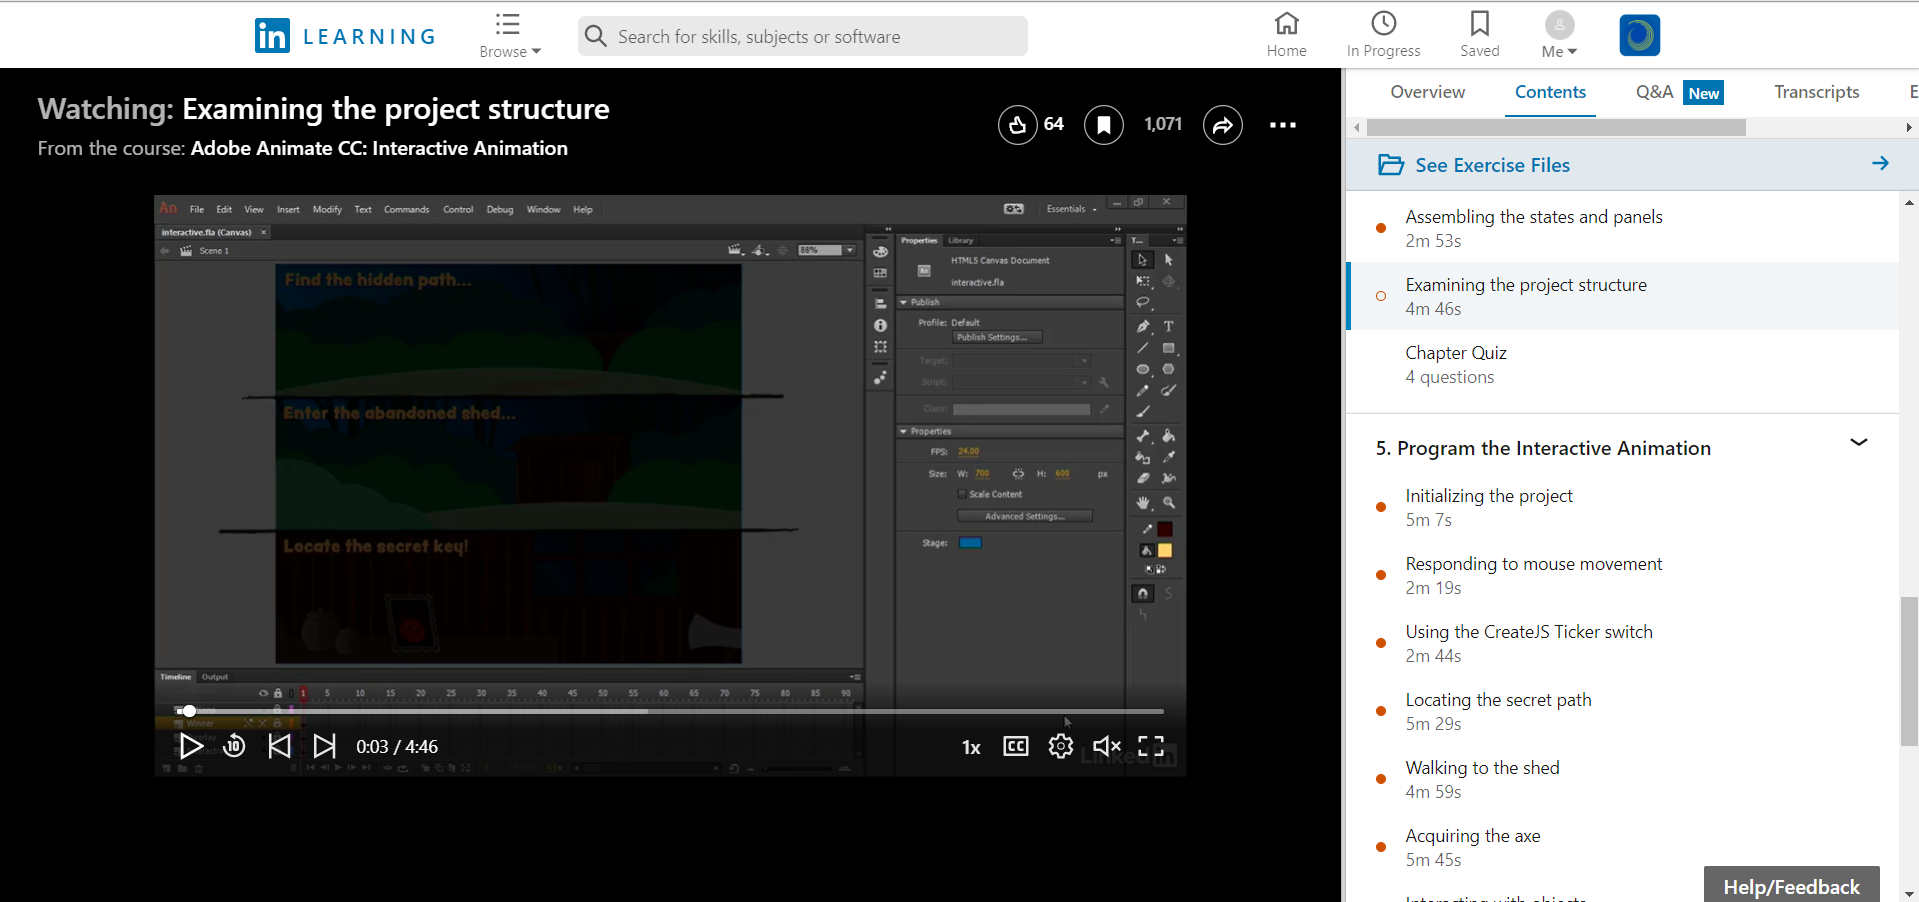 in LEARNING
Browse
Search for skills, subjects or software
Home
In Progress
Saved
Me
Watching: Examining the project structure
From the course: Adobe Animate CC: Interactive Animation
64
1,071
An File Edit View Insert Modify Text Commands Control Debug Window Help
Essentials
interactive.fla (Canvas) ×
Scene 1
88%
Find the hidden path...
Enter the abandoned shed...
Locate the secret key!
Properties Library
HTML5 Canvas Document
interactive.fla
Publish
Profile: Default
Publish Settings...
Target:
Script:
Class:
Properties
FPS: 24.00
Size: W: 700 H: 600 px
Scale Content
Advanced Settings...
Stage:
T...
Timeline Output
1 5 10 15 20 25 30 35 40 45 50 55 60 65 70 75 80 85 90
Winner
10
0:03 / 4:46
1x
CC
Linked in
Overview
Contents
Q&A New
Transcripts
E
See Exercise Files
Assembling the states and panels
2m 53s
Examining the project structure
4m 46s
Chapter Quiz
4 questions
5. Program the Interactive Animation
Initializing the project
5m 7s
Responding to mouse movement
2m 19s
Using the CreateJS Ticker switch
2m 44s
Locating the secret path
5m 29s
Walking to the shed
4m 59s
Acquiring the axe
5m 45s
Interacting with objects
Help/Feedback